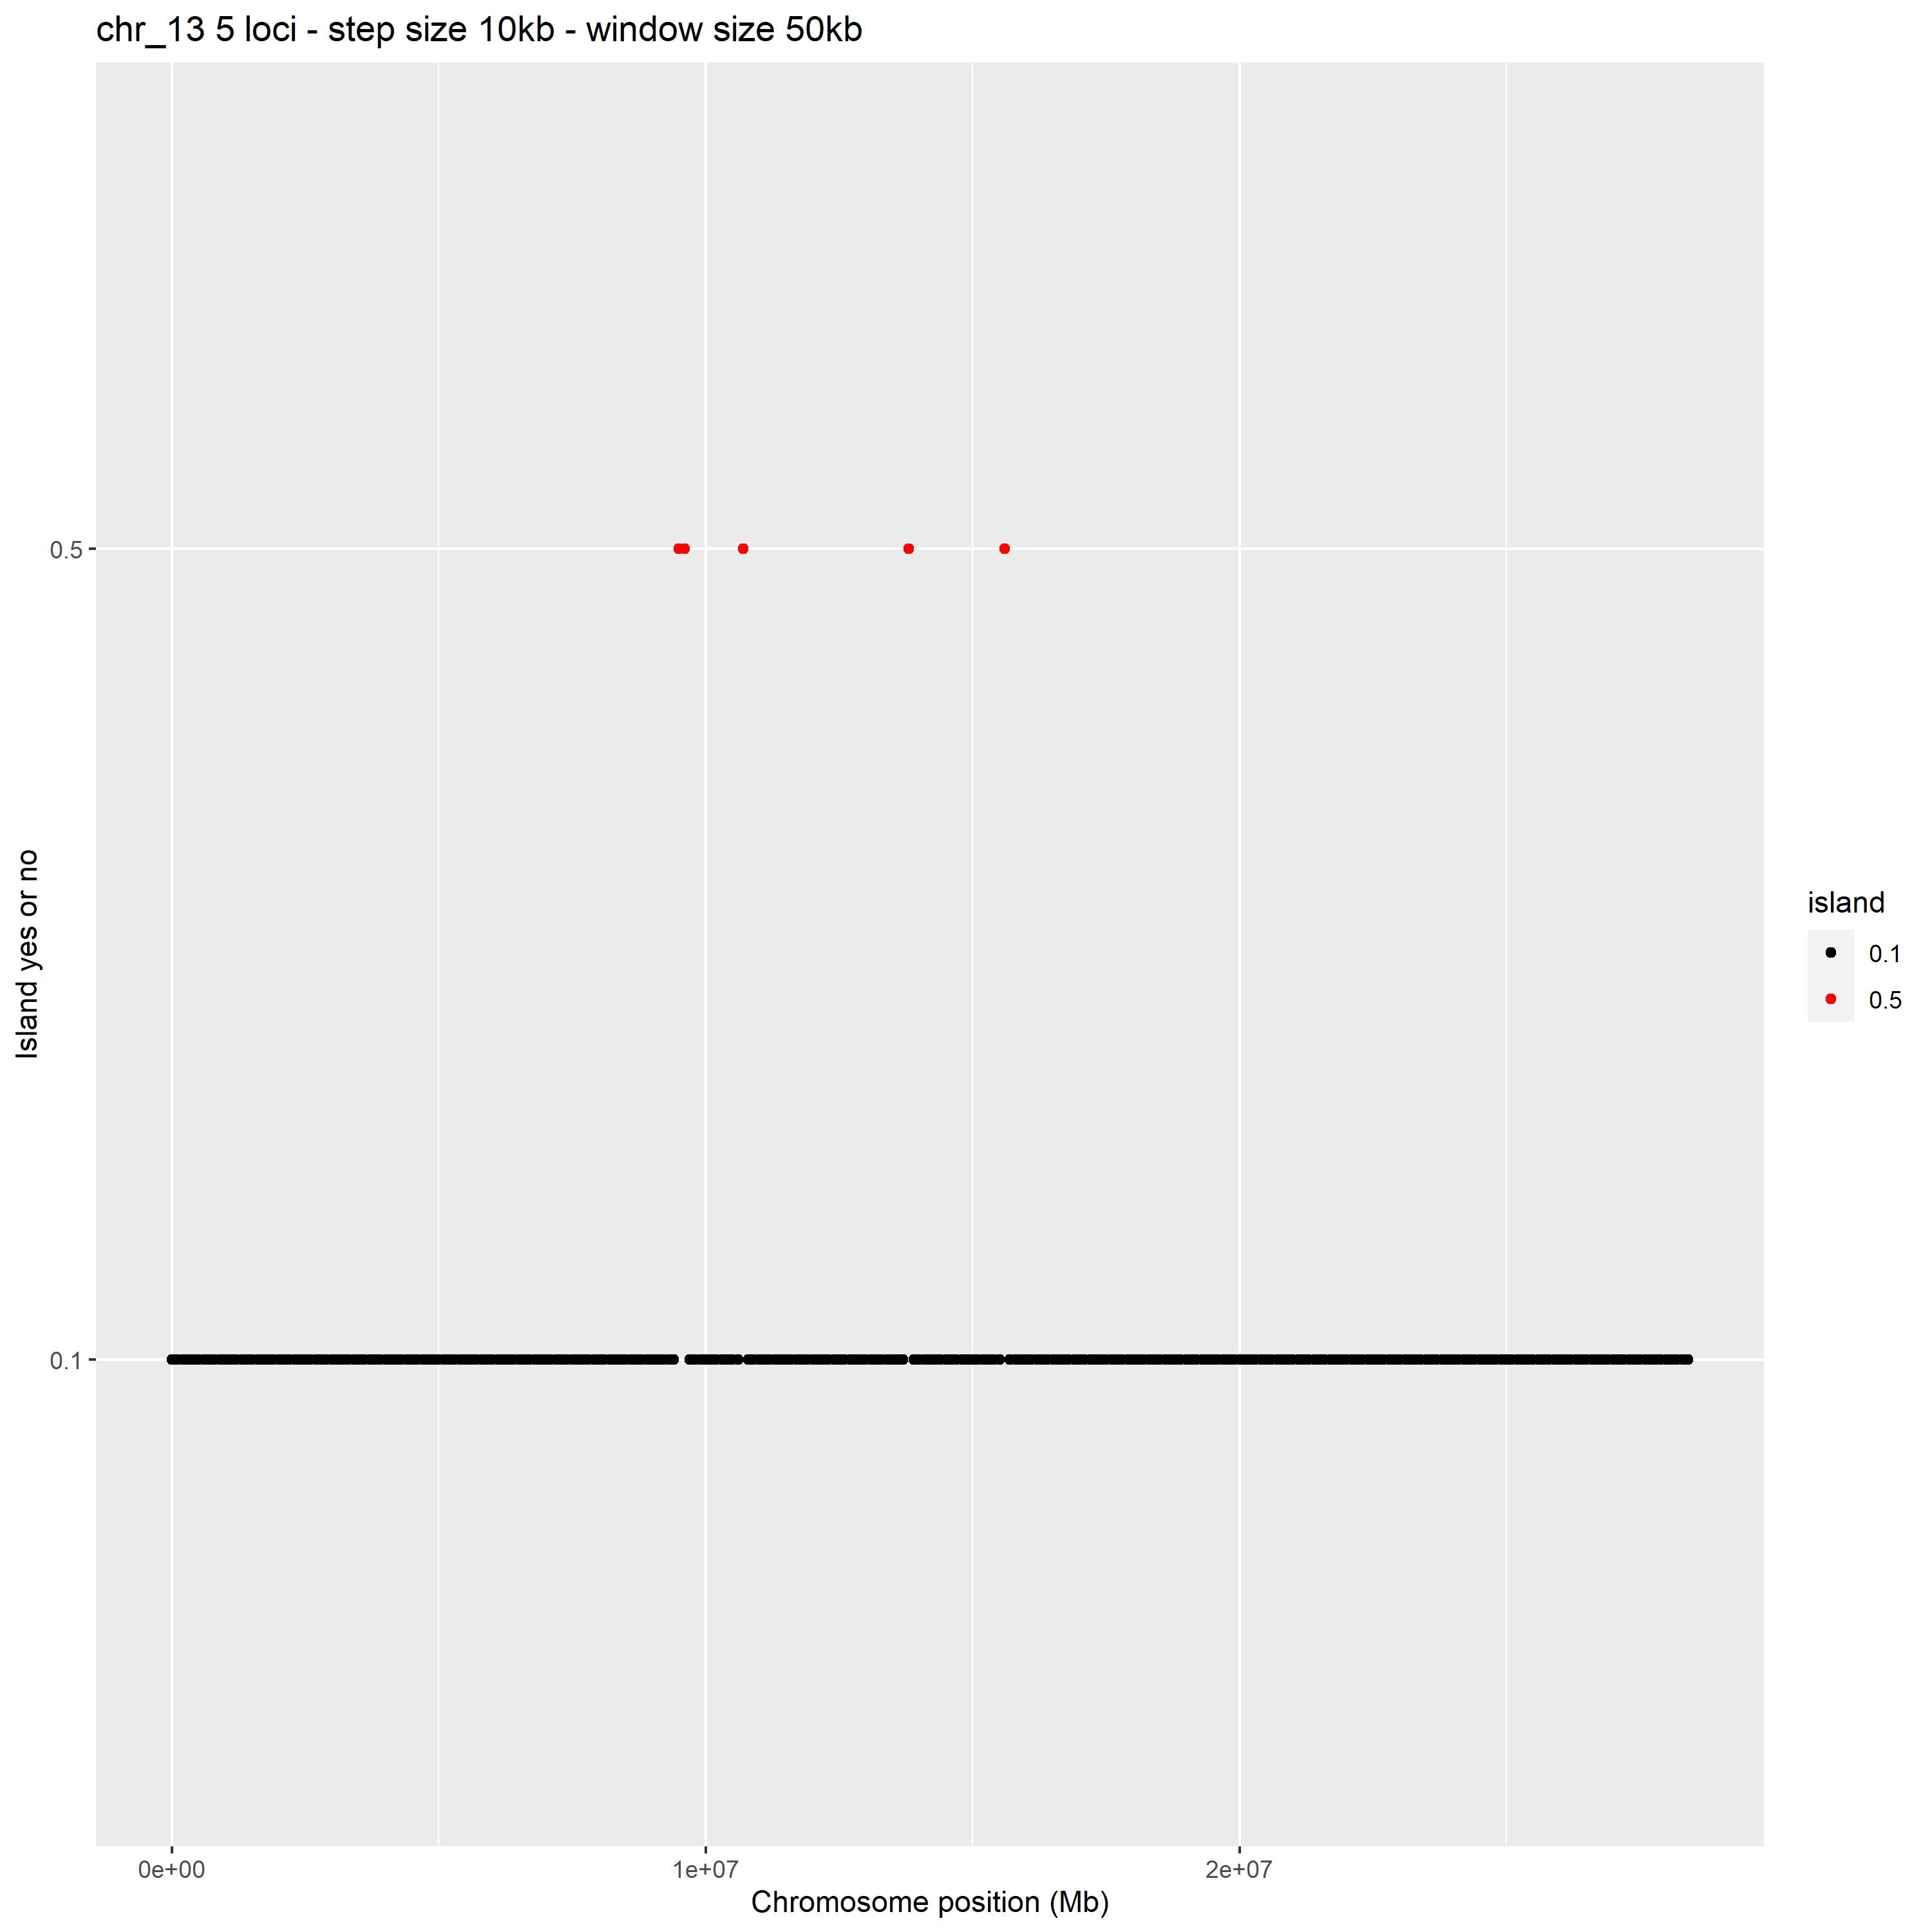 chr_13 5 loci - step size 10kb - window size 50kb
Island yes or no
0.5
0.1
0e+00
1e+07
2e+07
Chromosome position (Mb)
island
0.1
0.5